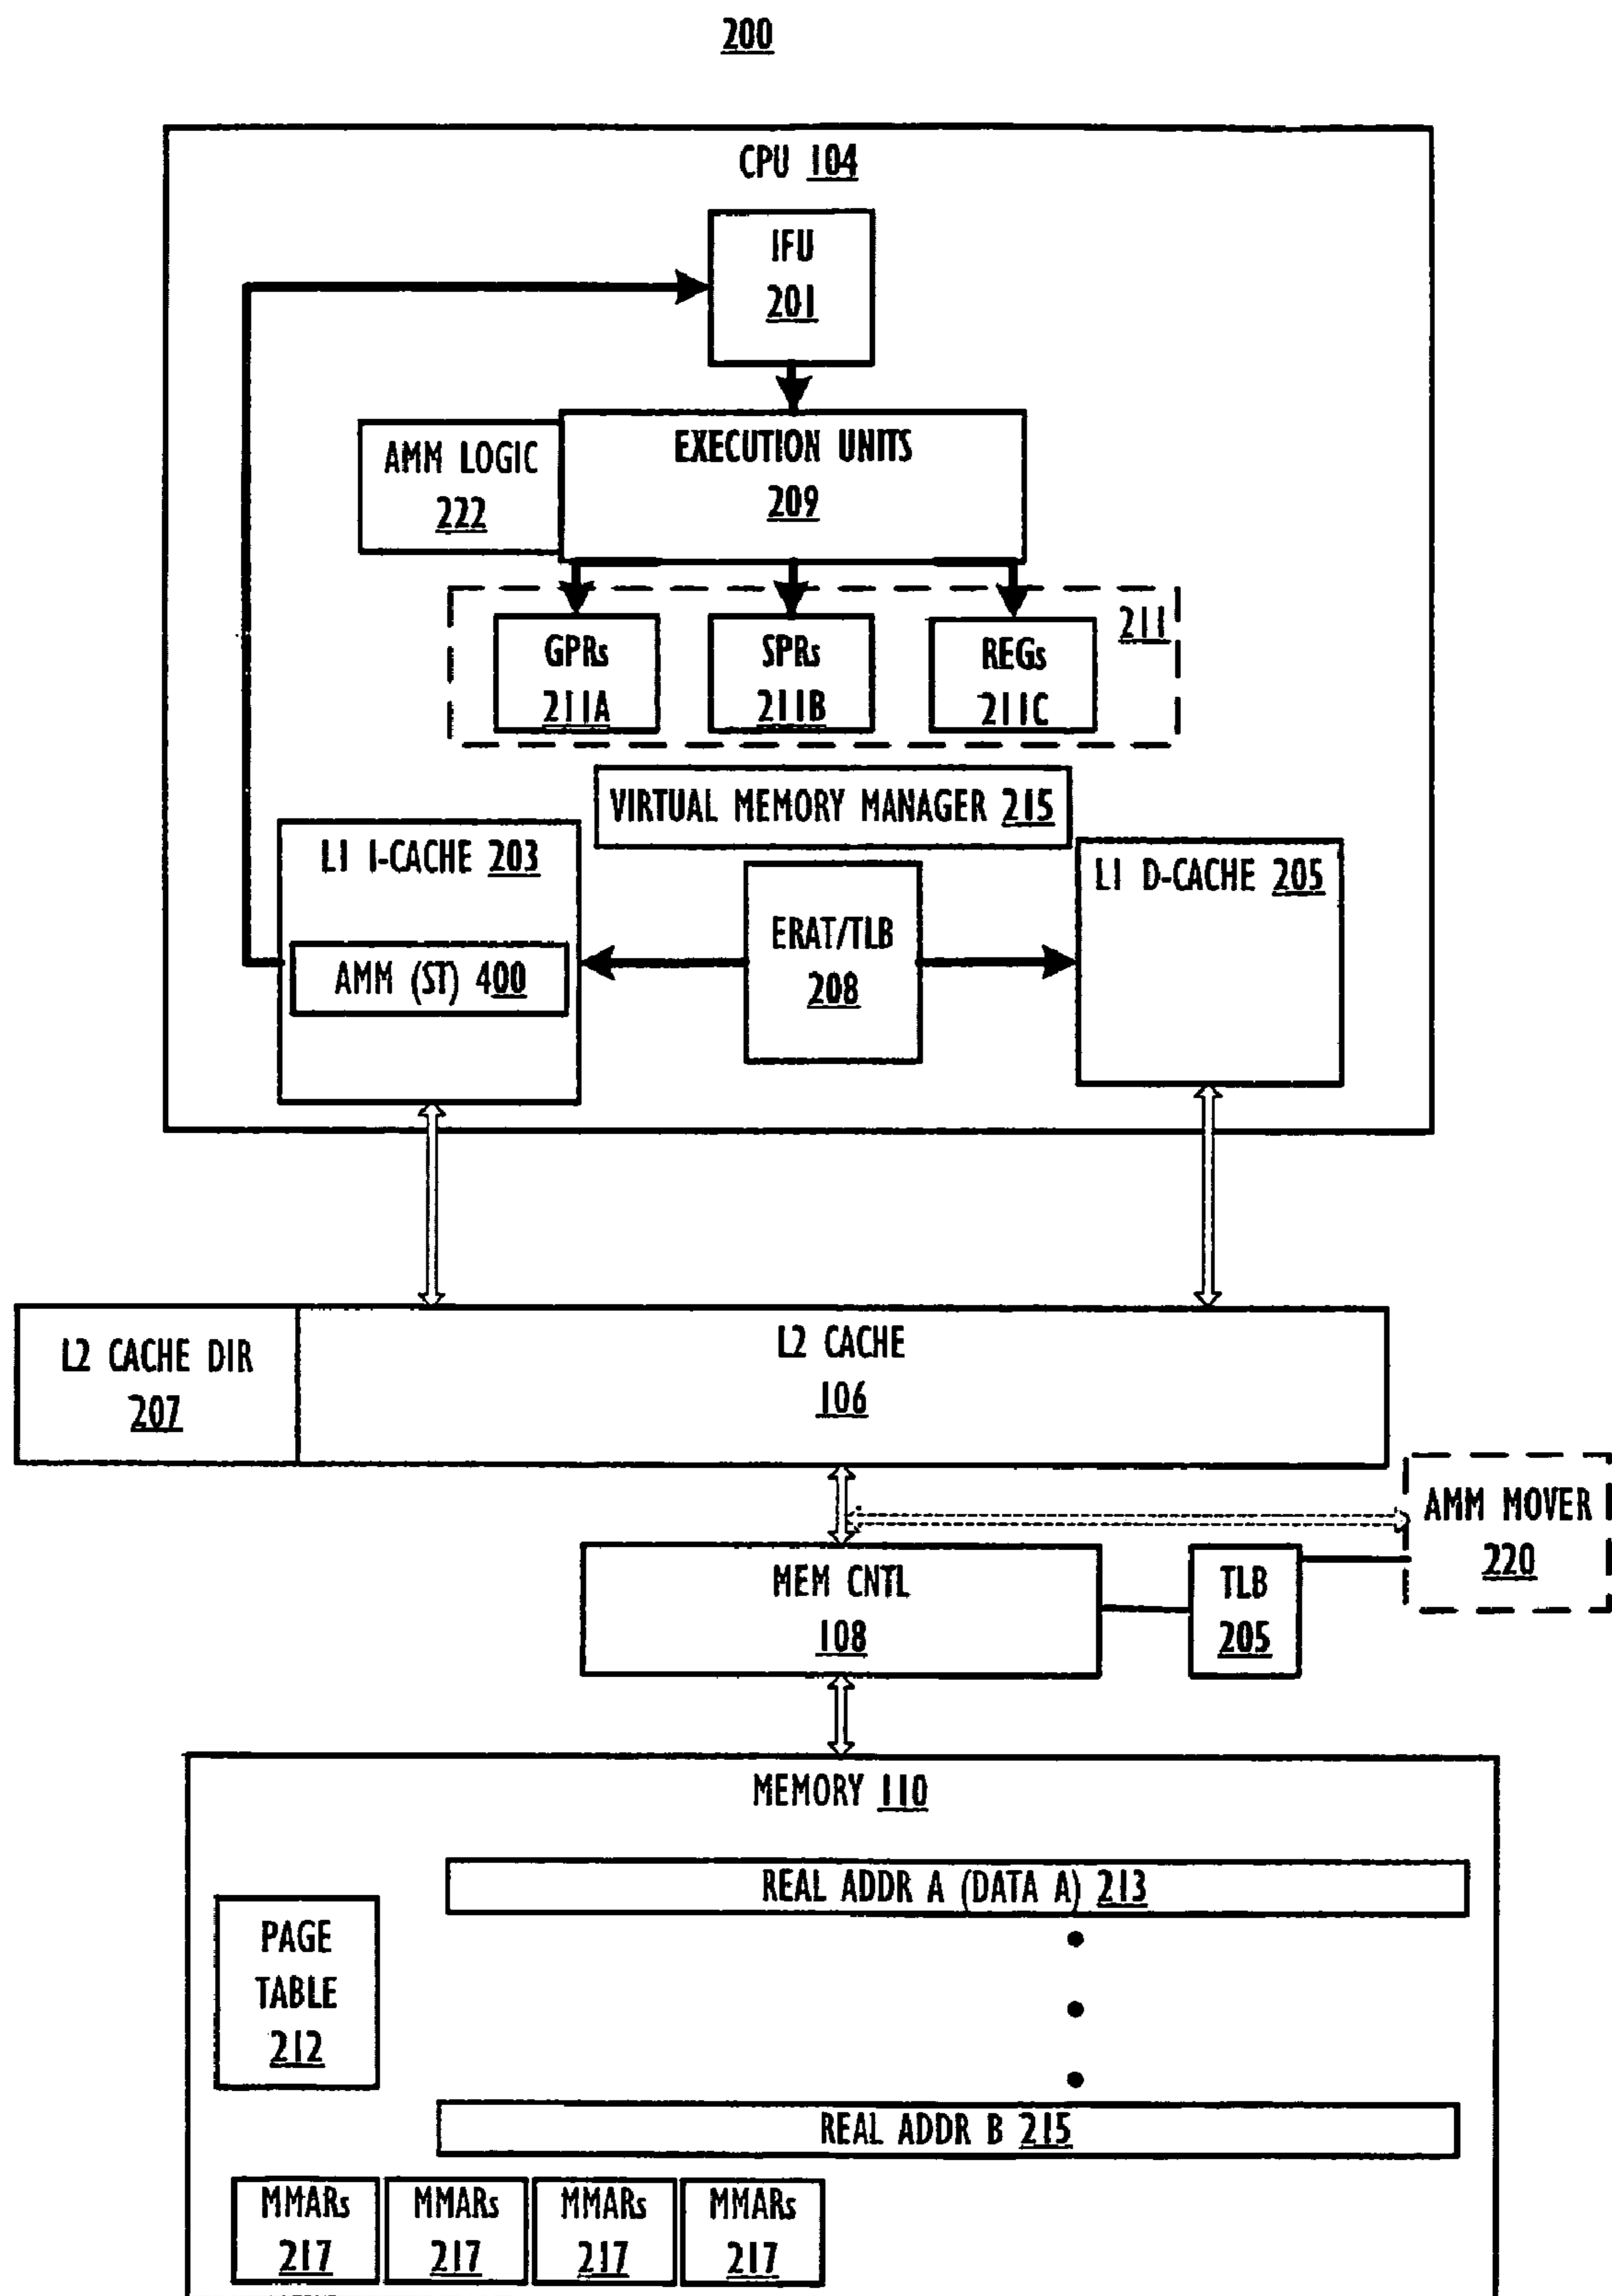 200
CPU 104
IFU
201
AMM LOGIC
222
EXECUTION UNITS
209
211
GPRs
211A
SPRs
211B
REGs
211C
VIRTUAL MEMORY MANAGER 215
L1 I-CACHE 203
AMM (ST) 400
ERAT/TLB
208
L1 D-CACHE 205
L2 CACHE DIR
207
L2 CACHE
106
AMM MOVER
220
MEM CNTL
108
TLB
205
MEMORY 110
REAL ADDR A (DATA A) 213
PAGE
TABLE
212
REAL ADDR B 215
MMARs
217
MMARs
217
MMARs
217
MMARs
217